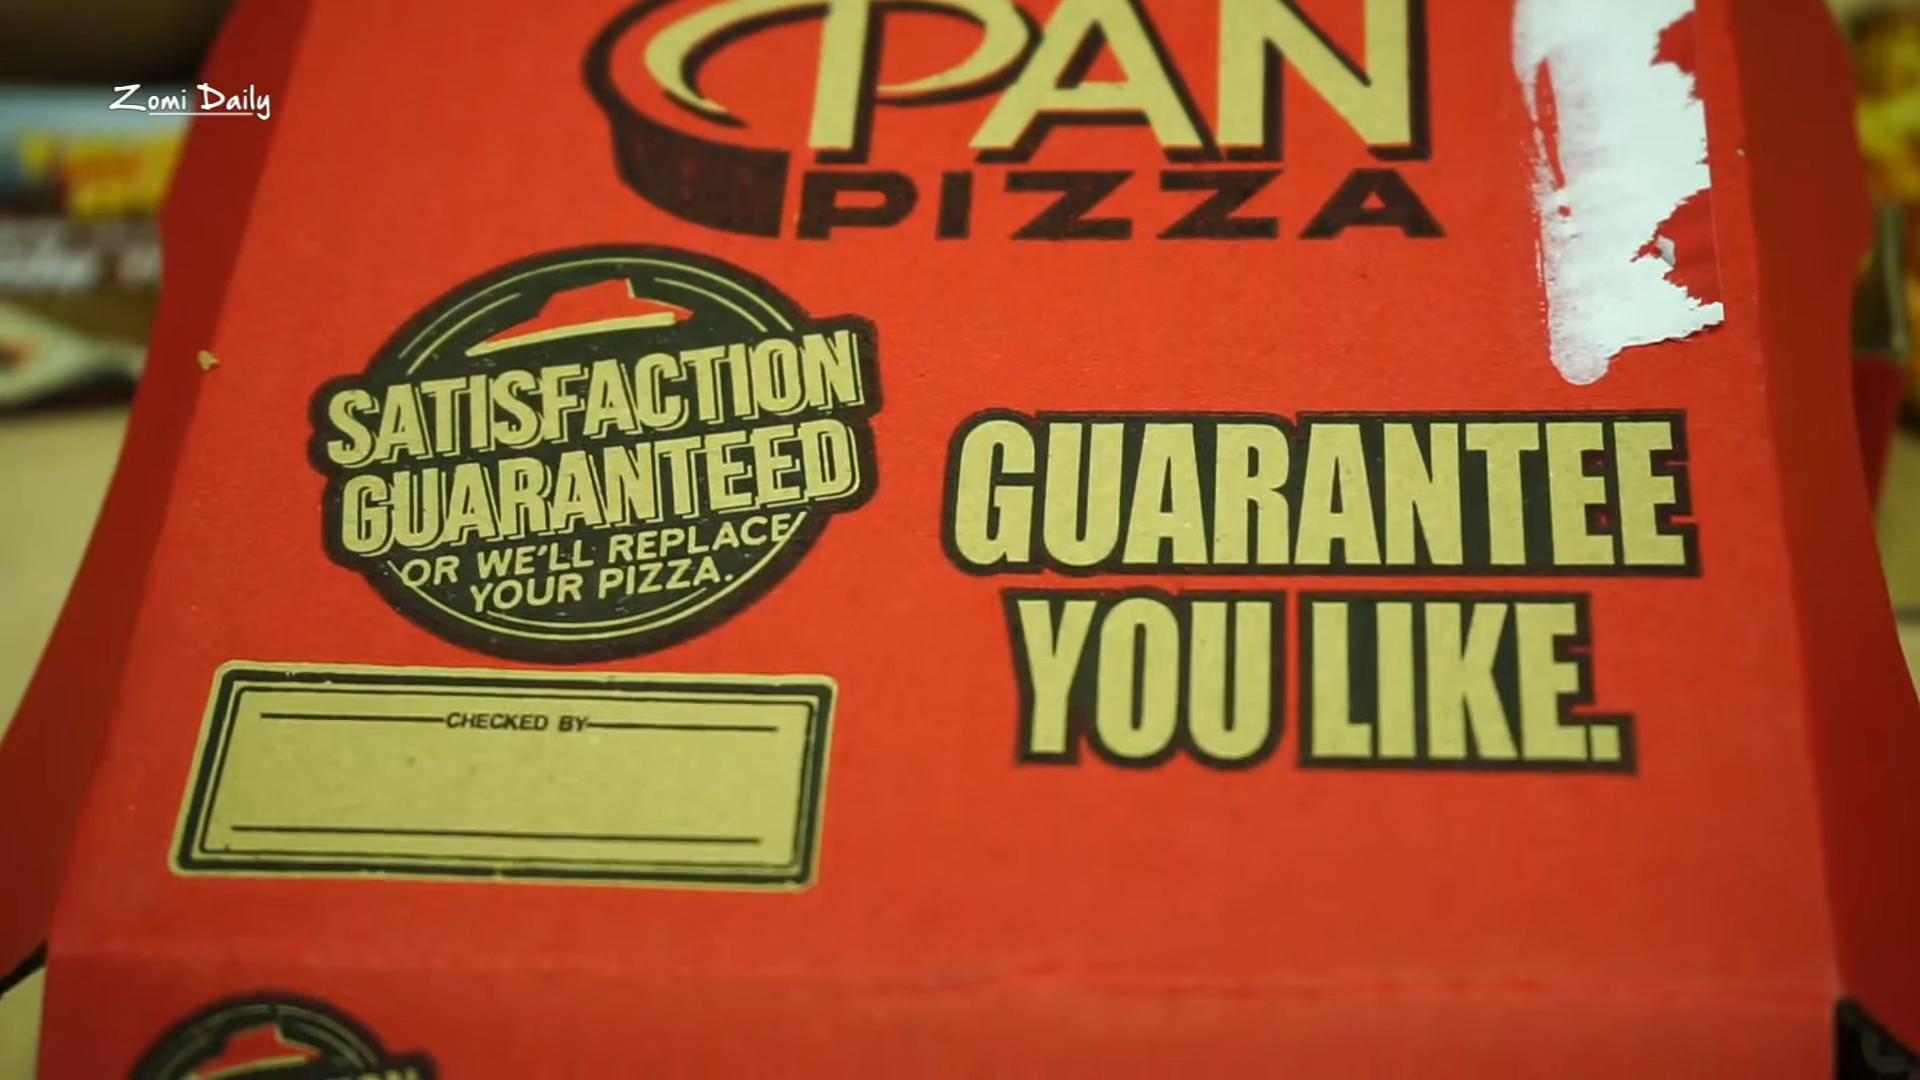 Zomi Daily
PAN
PIZZA
SATISFACTION
GUARANTEED
OR WE'LL REPLACE
YOUR PIZZA.
GUARANTEE
YOU LIKE.
CHECKED BY